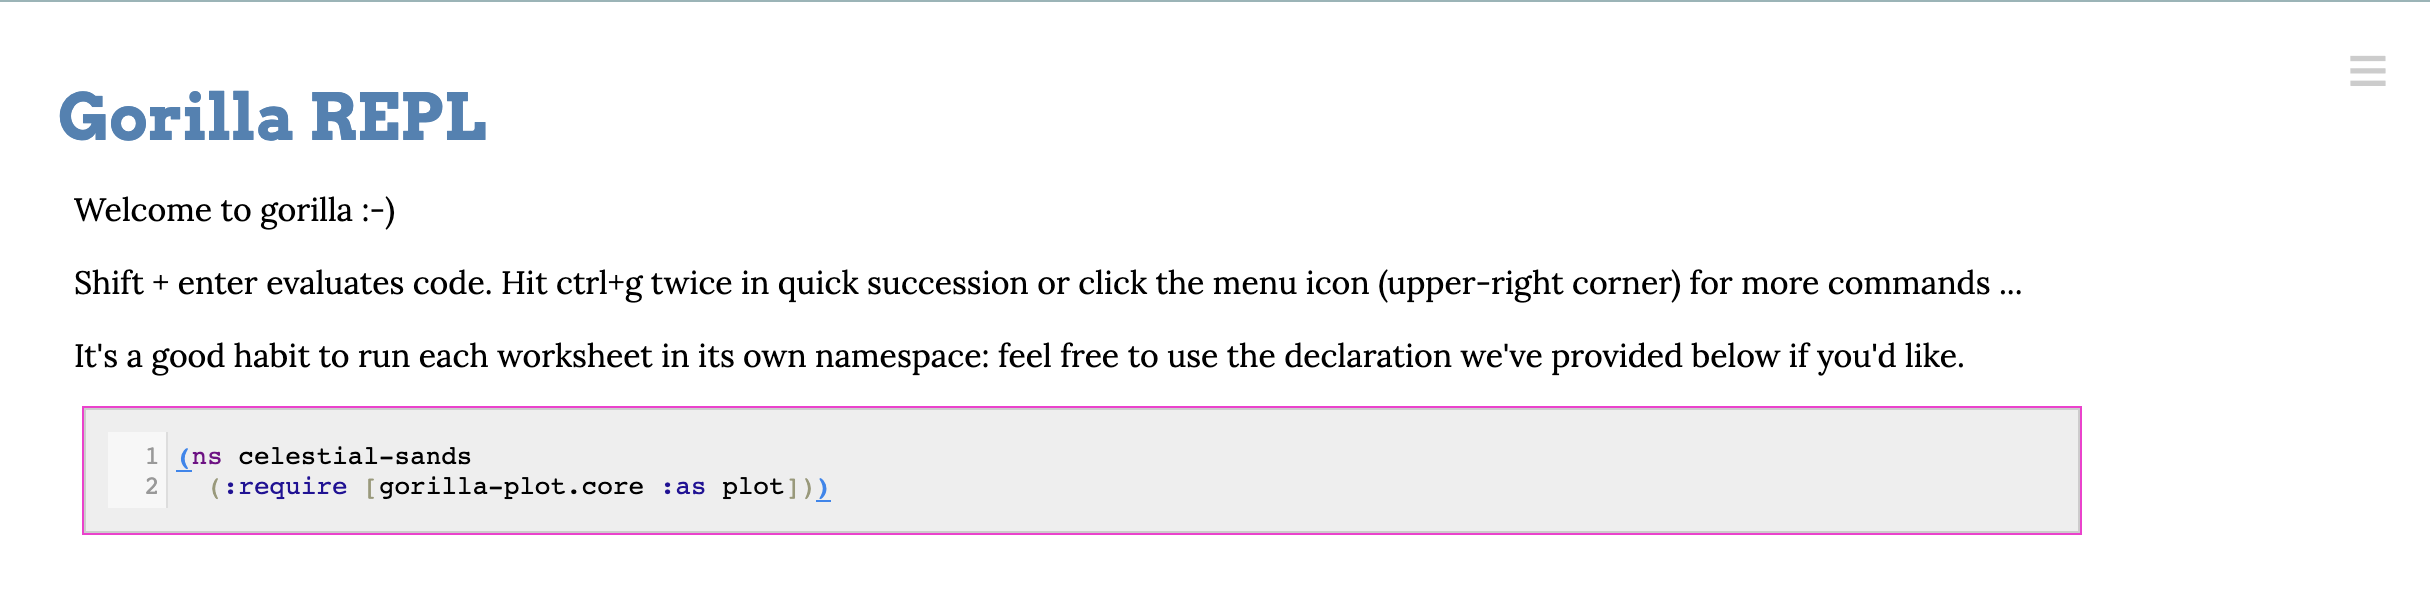 Gorilla REPL
Welcome to gorilla :-)
Shift + enter evaluates code. Hit ctrl+g twice in quick succession or click the menu icon (upper-right corner) for more commands ...
It's a good habit to run each worksheet in its own namespace: feel free to use the declaration we've provided below if you'd like.
1 (ns celestial-sands
2   (:require [gorilla-plot.core :as plot]))